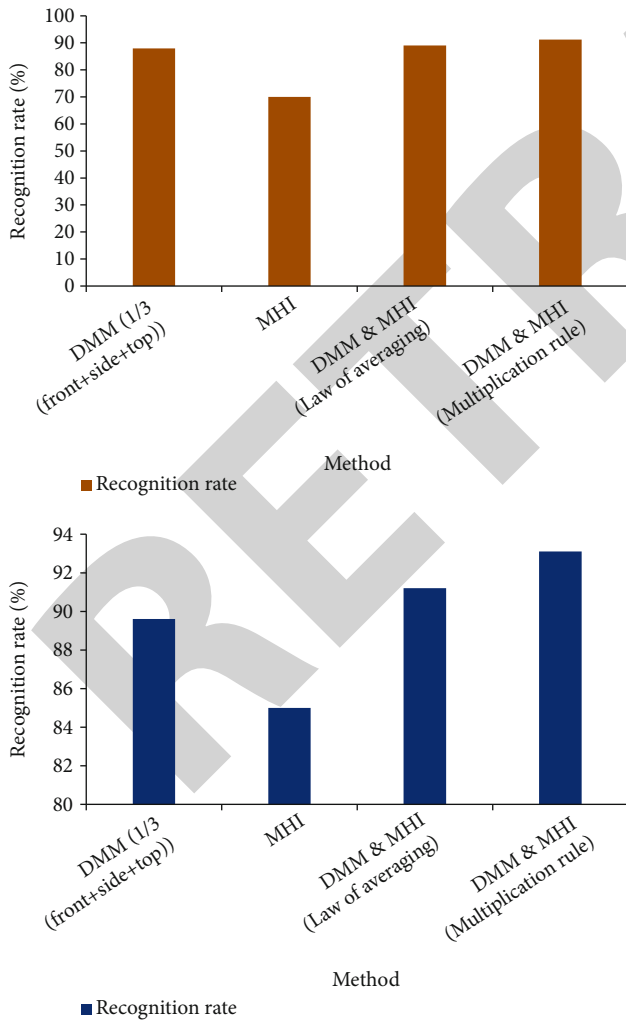 100
90
80
70
60
50
40
30
20
10
0
Recognition rate (%)
DMM (1/3
(front+side+top))
MHI
DMM & MHI
(Law of averaging)
DMM & MHI
(Multiplication rule)
Method
Recognition rate
94
92
90
88
86
84
82
80
Recognition rate (%)
DMM (1/3
(front+side+top))
MHI
DMM & MHI
(Law of averaging)
DMM & MHI
(Multiplication rule)
Method
Recognition rate
RETR